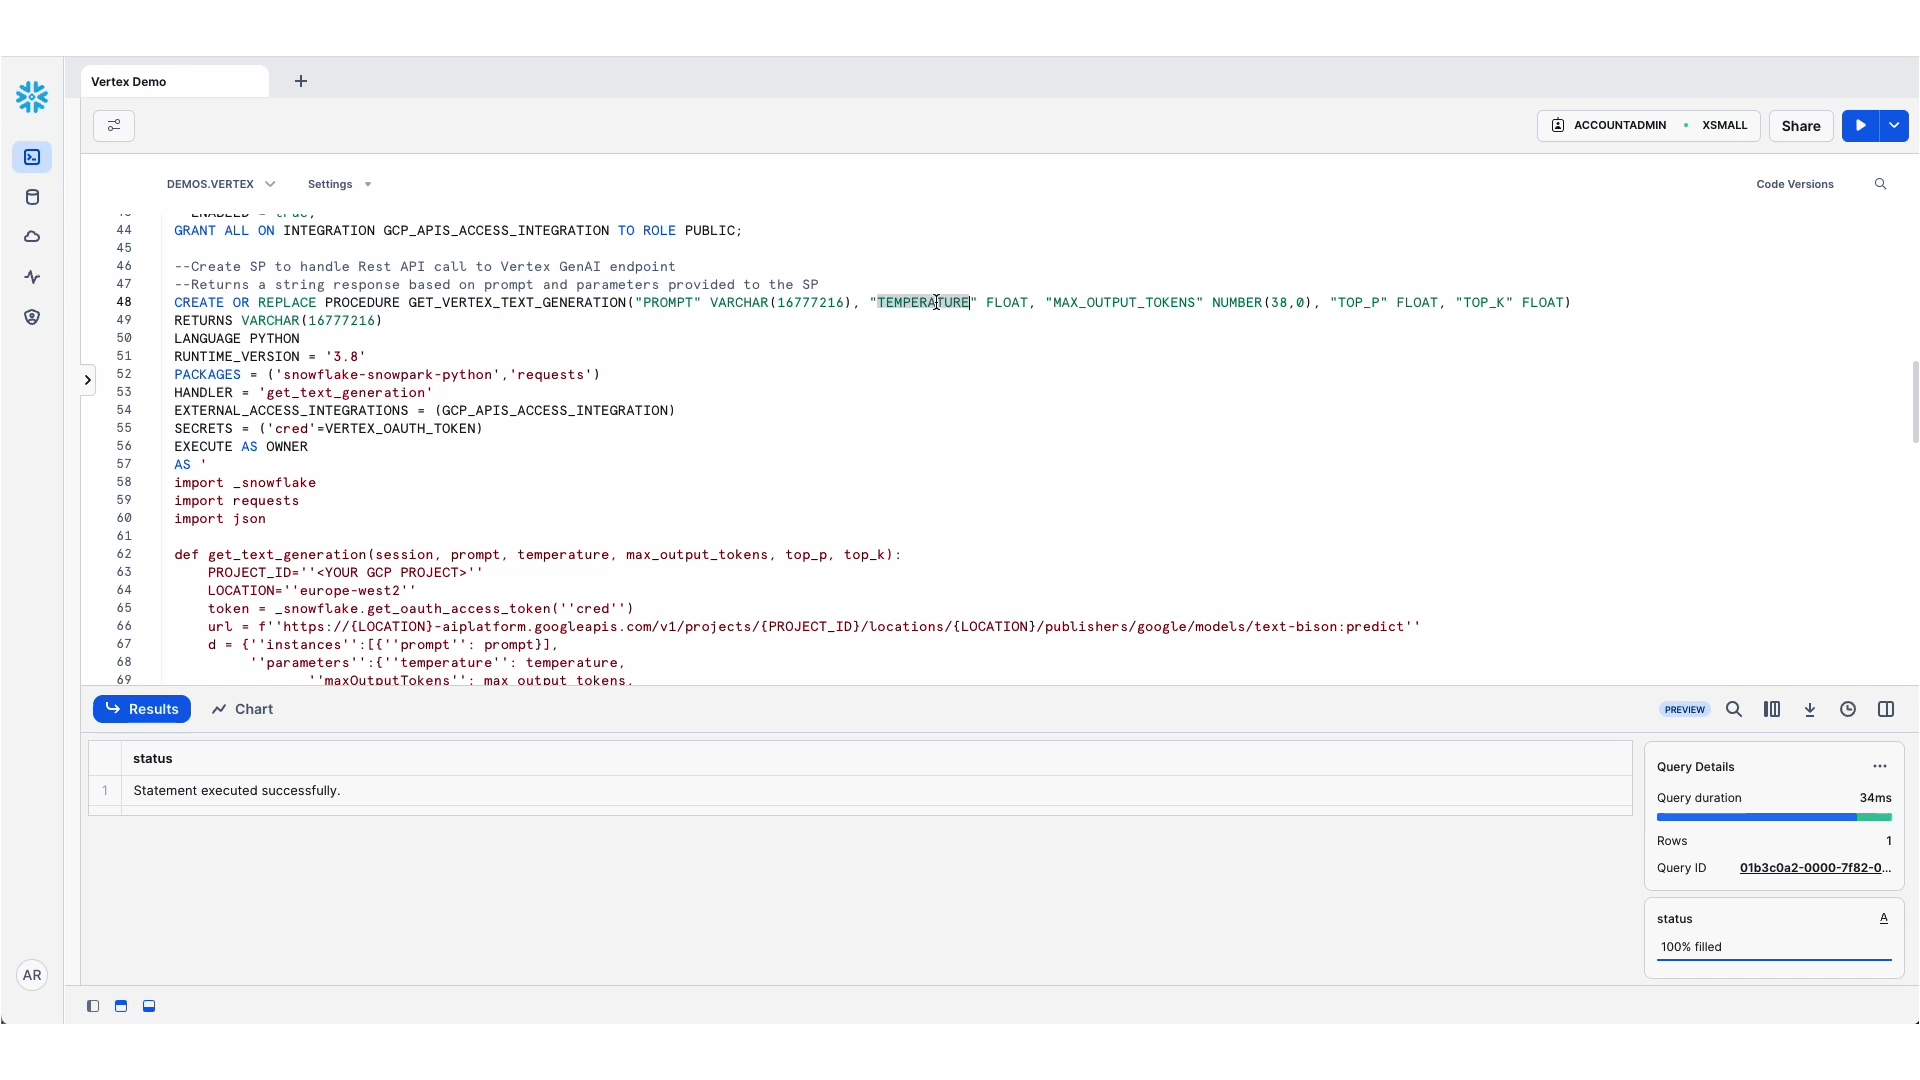 Vertex Demo
+
ACCOUNTADMIN • XSMALL
Share
DEMOS.VERTEX
Settings
Code Versions
43 ENABLED = true;
44 GRANT ALL ON INTEGRATION GCP_APIS_ACCESS_INTEGRATION TO ROLE PUBLIC;
45
46 --Create SP to handle Rest API call to Vertex GenAI endpoint
47 --Returns a string response based on prompt and parameters provided to the SP
48 CREATE OR REPLACE PROCEDURE GET_VERTEX_TEXT_GENERATION("PROMPT" VARCHAR(16777216), "TEMPERATURE" FLOAT, "MAX_OUTPUT_TOKENS" NUMBER(38,0), "TOP_P" FLOAT, "TOP_K" FLOAT)
49 RETURNS VARCHAR(16777216)
50 LANGUAGE PYTHON
51 RUNTIME_VERSION = '3.8'
52 PACKAGES = ('snowflake-snowpark-python','requests')
53 HANDLER = 'get_text_generation'
54 EXTERNAL_ACCESS_INTEGRATIONS = (GCP_APIS_ACCESS_INTEGRATION)
55 SECRETS = ('cred'=VERTEX_OAUTH_TOKEN)
56 EXECUTE AS OWNER
57 AS '
58 import _snowflake
59 import requests
60 import json
61
62 def get_text_generation(session, prompt, temperature, max_output_tokens, top_p, top_k):
63 PROJECT_ID=''<YOUR GCP PROJECT>''
64 LOCATION=''europe-west2''
65 token = _snowflake.get_oauth_access_token(''cred'')
66 url = f''https://{LOCATION}-aiplatform.googleapis.com/v1/projects/{PROJECT_ID}/locations/{LOCATION}/publishers/google/models/text-bison:predict''
67 d = {''instances'':[{''prompt'': prompt}],
68 ''parameters'':{''temperature'': temperature,
69 ''maxOutputTokens'': max_output_tokens,
Results
Chart
PREVIEW
status
1 Statement executed successfully.
Query Details
...
Query duration 34ms
Rows 1
Query ID 01b3c0a2-0000-7f82-0...
status A
100% filled
AR